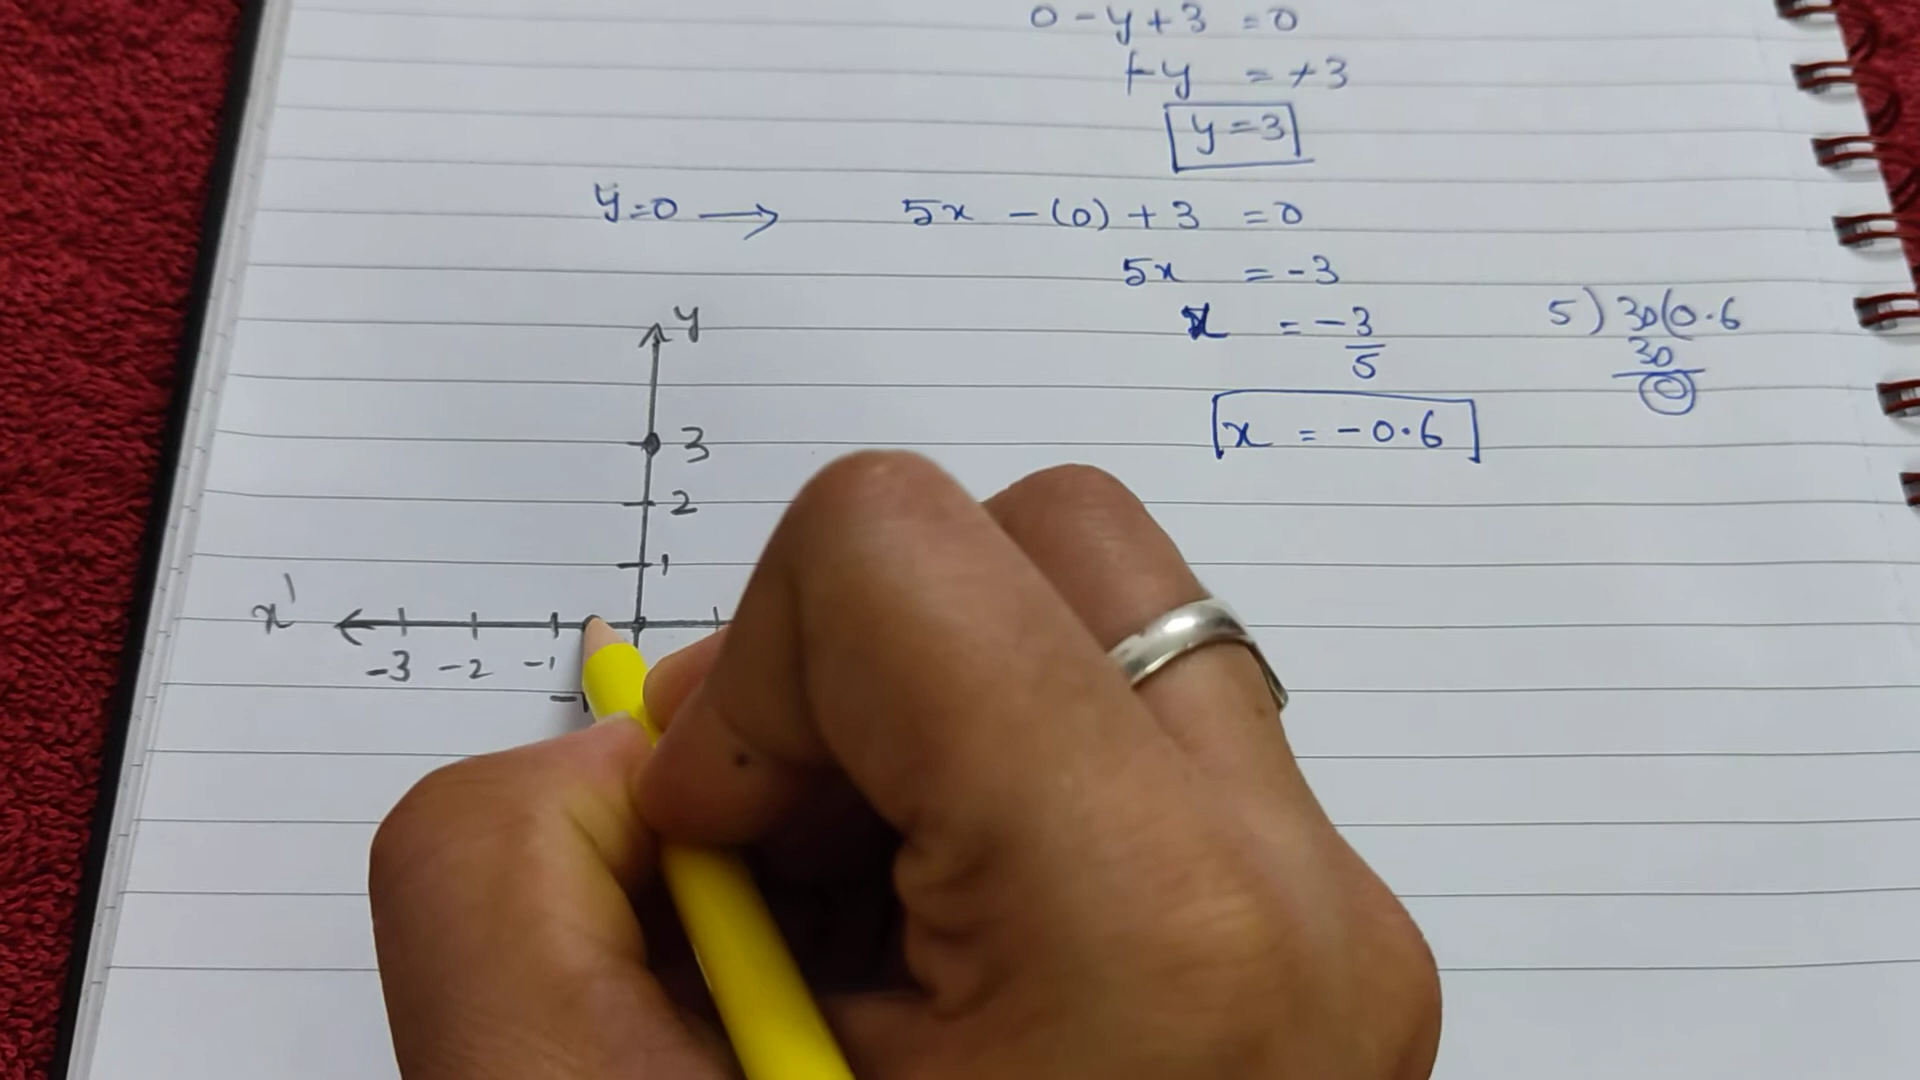 0 - y + 3 = 0
+y = +3
y = 3
y = 0 → 5x - (0) + 3 = 0
5x = -3
x = -3/5
5 ) 30 ( 0.6
30
0
x = -0.6
y
3
2
1
x'
-3 -2 -1
-1